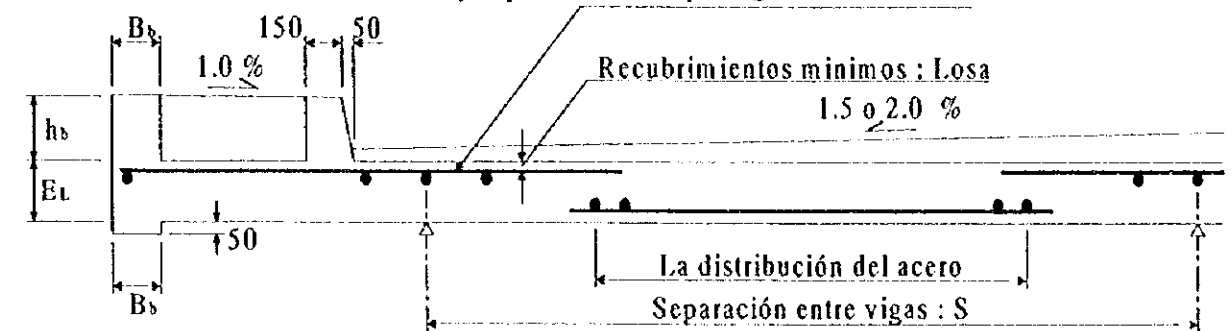 Bb 150 50
1.0 %
Recubrimientos minimos : Losa
1.5 o 2.0 %
hb
EL
50
La distribución del acero
Bb
Separación entre vigas : S